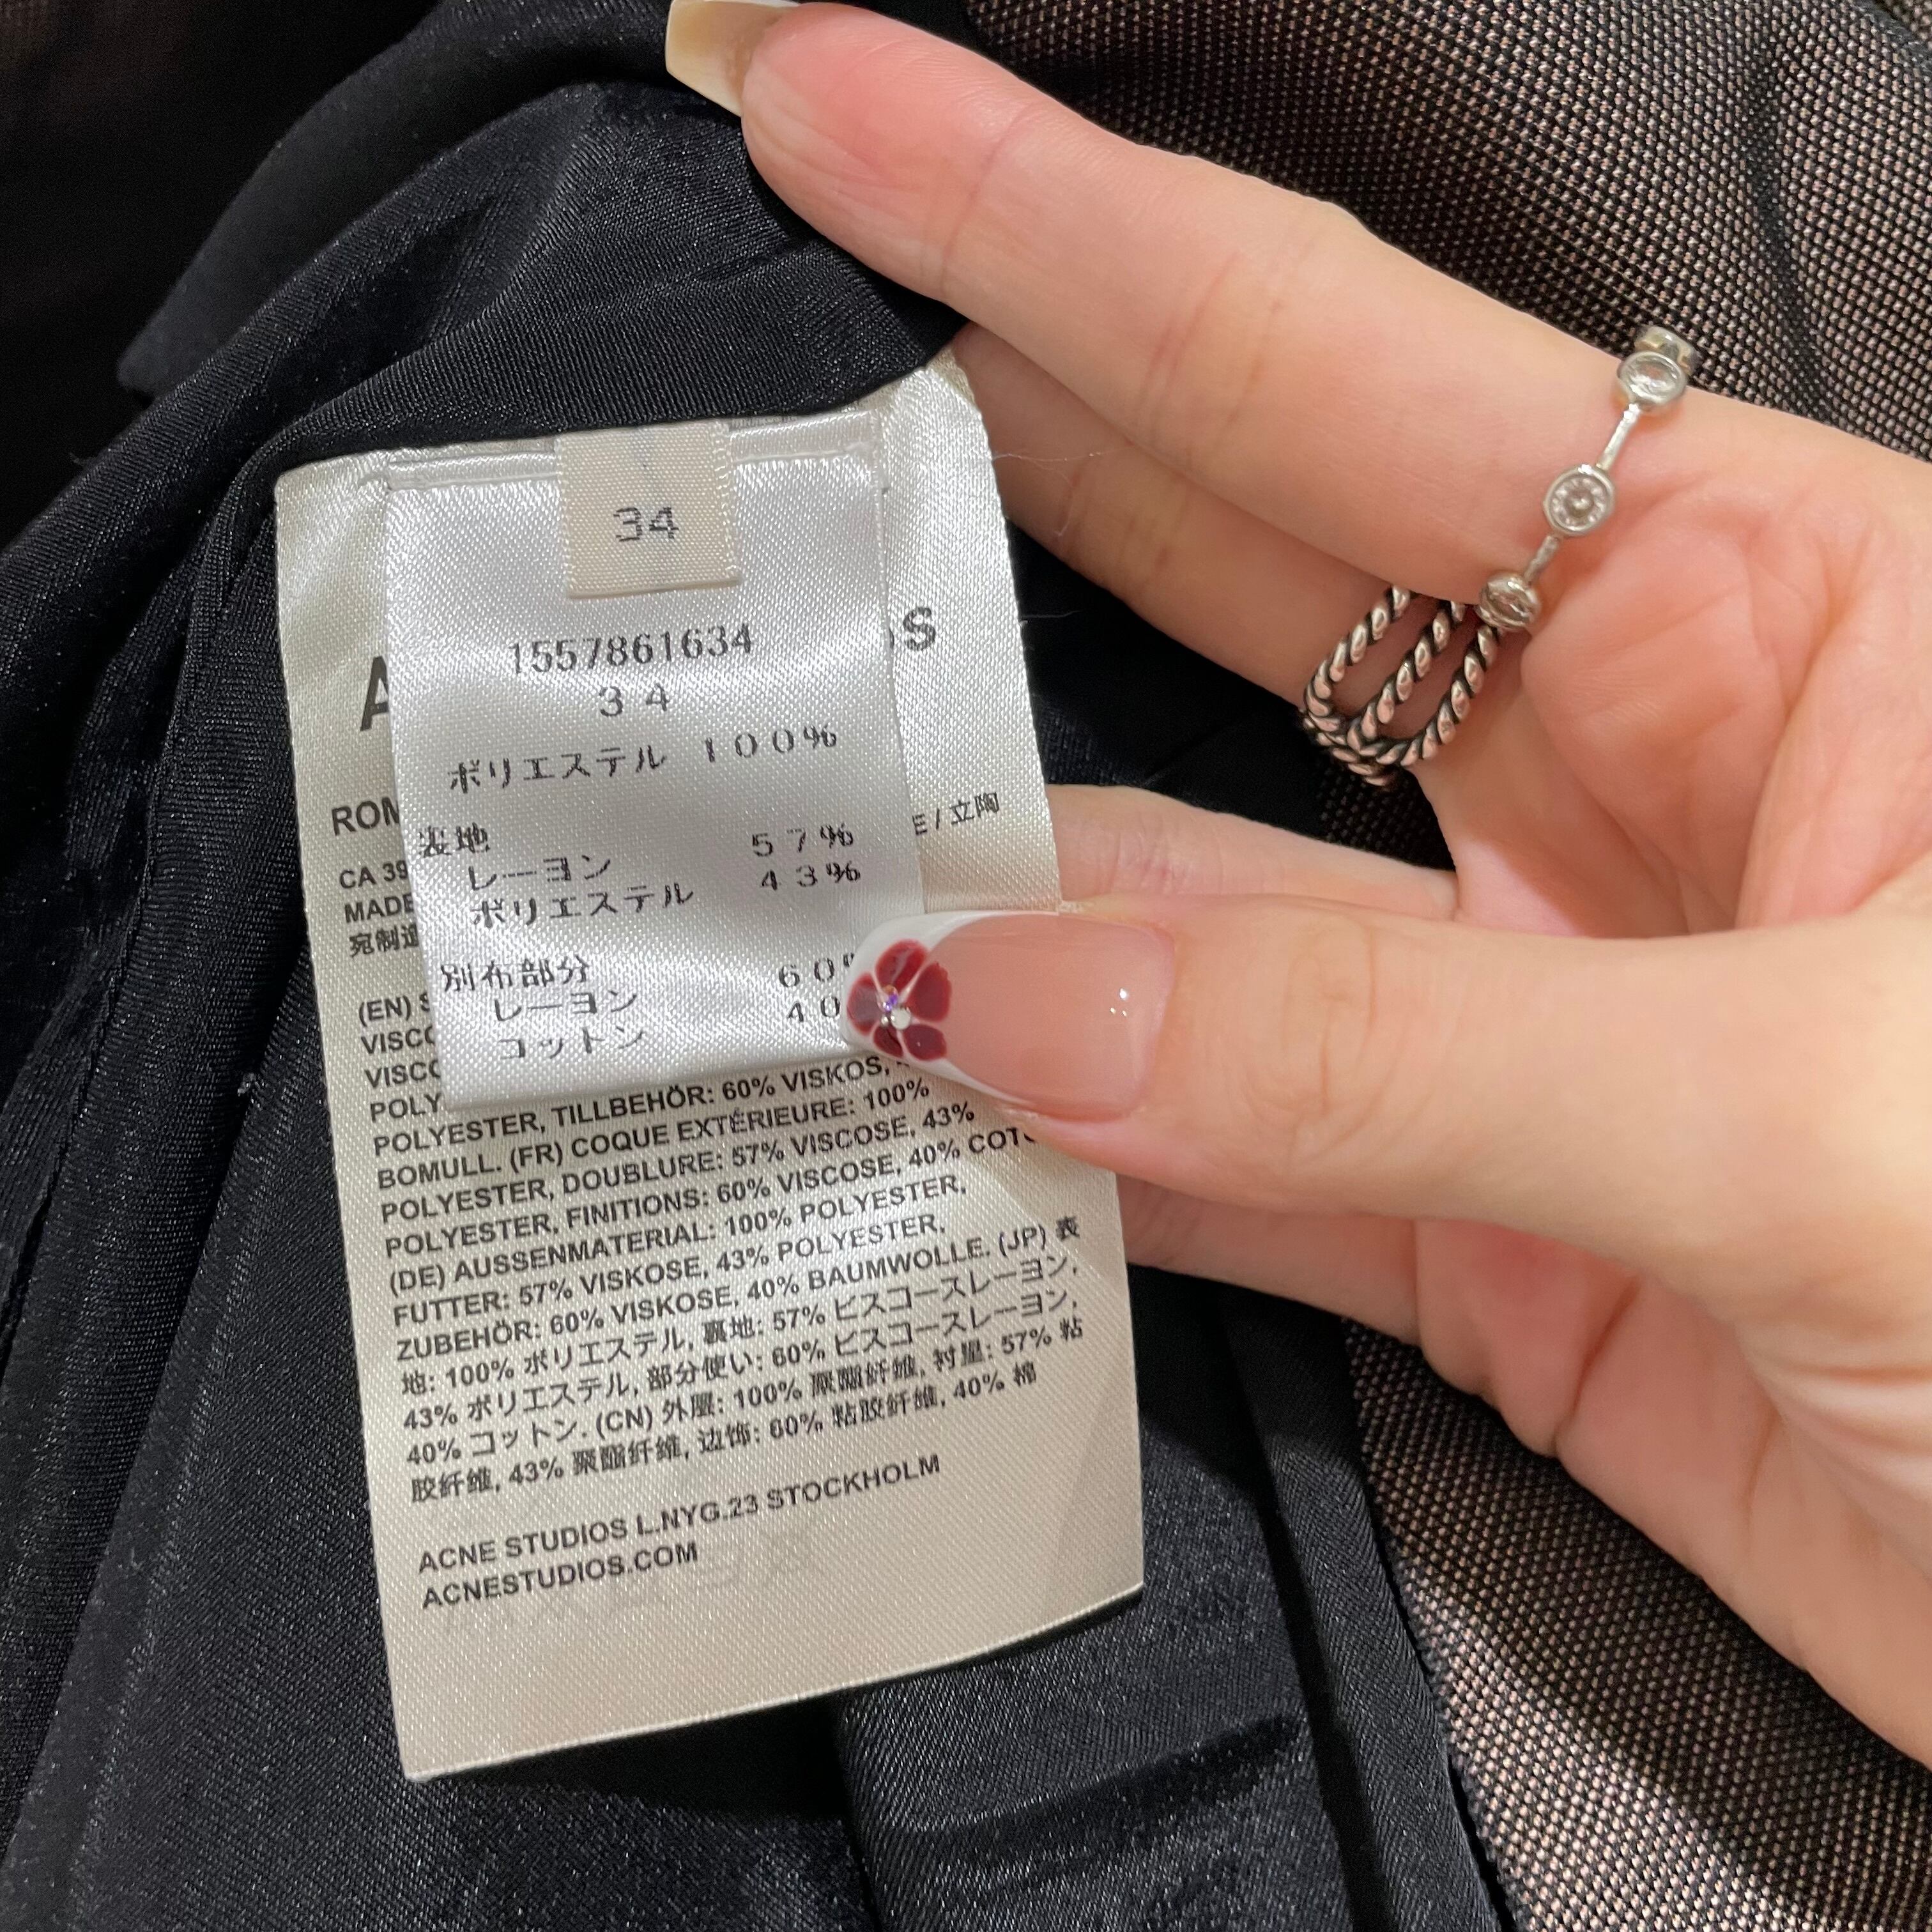 34
1557861634
34
ポリエステル 100%
表地
レーヨン 57%
ポリエステル 43%
別布部分
レーヨン 60
コットン 40
A
OS
ROM
E / 立陶
CA 39
MADE
宛制造
(EN) S
VISCO
VISCO
POLY
POLYESTER, TILLBEHÖR: 60% VISKOS,
BOMULL. (FR) COQUE EXTÉRIEURE: 100%
POLYESTER, DOUBLURE: 57% VISCOSE, 43%
POLYESTER, FINITIONS: 60% VISCOSE, 40% COTO
(DE) AUSSENMATERIAL: 100% POLYESTER,
FUTTER: 57% VISKOSE, 43% POLYESTER,
ZUBEHÖR: 60% VISKOSE, 40% BAUMWOLLE. (JP) 表
地: 100% ポリエステル, 裏地: 57% ビスコースレーヨン,
43% ポリエステル, 部分使い: 60% ビスコースレーヨン,
40% コットン. (CN) 外层: 100% 聚酯纤维, 衬里: 57% 粘
胶纤维, 43% 聚酯纤维, 边饰: 60% 粘胶纤维, 40% 棉
ACNE STUDIOS L.NYG.23 STOCKHOLM
ACNESTUDIOS.COM